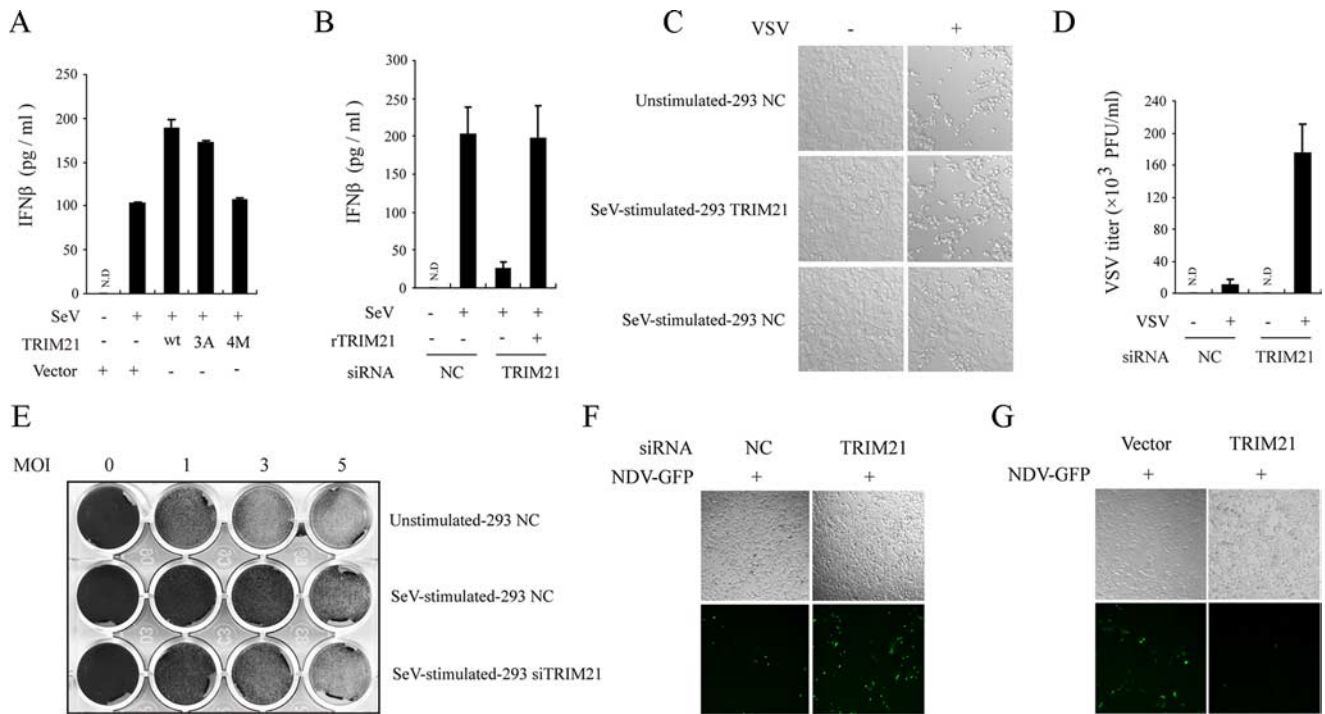 A
IFNβ (pg / ml)
250
200
150
100
50
0
N.D
SeV - + + + +
TRIM21 - - wt 3A 4M
Vector + + - - -
B
IFNβ (pg / ml)
300
250
200
150
100
50
0
N.D
SeV - + + +
rTRIM21 - - - +
siRNA NC TRIM21
C
VSV - +
Unstimulated-293 NC
SeV-stimulated-293 TRIM21
SeV-stimulated-293 NC
D
VSV titer (×10³ PFU/ml)
240
200
160
120
80
40
0
N.D
N.D
VSV - + - +
siRNA NC TRIM21
E
MOI 0 1 3 5
Unstimulated-293 NC
SeV-stimulated-293 NC
SeV-stimulated-293 siTRIM21
F
siRNA NC TRIM21
NDV-GFP + +
G
Vector TRIM21
NDV-GFP + +